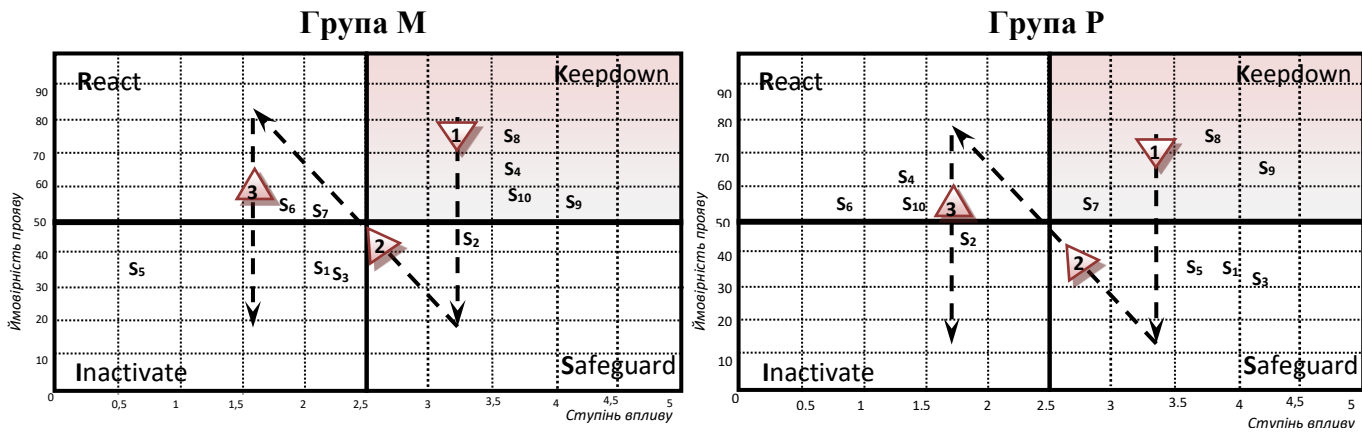 Група М
React
Keepdown
90
80
70
60
50
40
30
20
10
0
0,5
1
1,5
2
2.5
3
3,5
4
4,5
5
1
S8
S4
3
S6
S7
S10
S9
2
S2
S5
S1
S3
Inactivate
Safeguard
Ймовірність прояву
Ступінь впливу
Група Р
React
Keepdown
90
80
70
60
50
40
30
20
10
0
0.5
1
1.5
2
2.5
3
3.5
4
4,5
5
1
S8
S9
S4
S6
S10
3
S7
S2
2
S5
S1
S3
Inactivate
Safeguard
Ймовірність прояву
Ступінь впливу